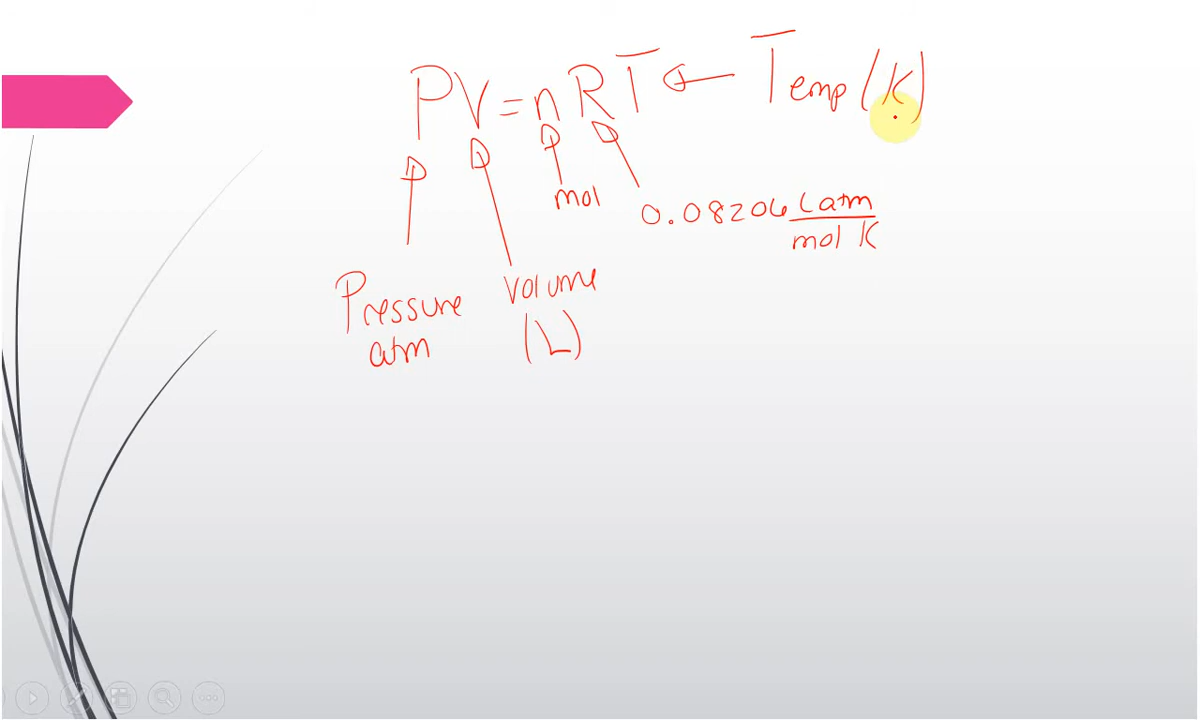 PV = nRT ← Temp (K)
mol
0.08206 L atm / mol K
Pressure
atm
Volume
(L)